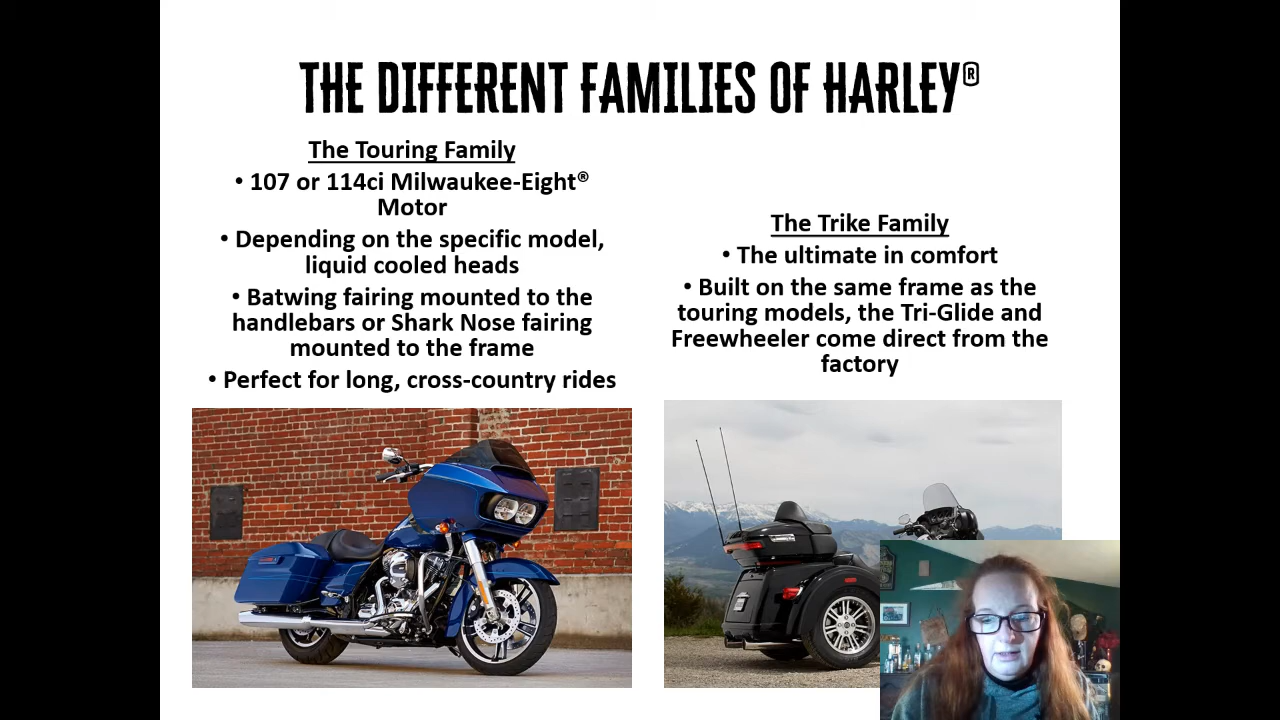 THE DIFFERENT FAMILIES OF HARLEY®
The Touring Family
• 107 or 114ci Milwaukee-Eight®
Motor
• Depending on the specific model,
liquid cooled heads
• Batwing fairing mounted to the
handlebars or Shark Nose fairing
mounted to the frame
• Perfect for long, cross-country rides
The Trike Family
• The ultimate in comfort
• Built on the same frame as the
touring models, the Tri-Glide and
Freewheeler come direct from the
factory